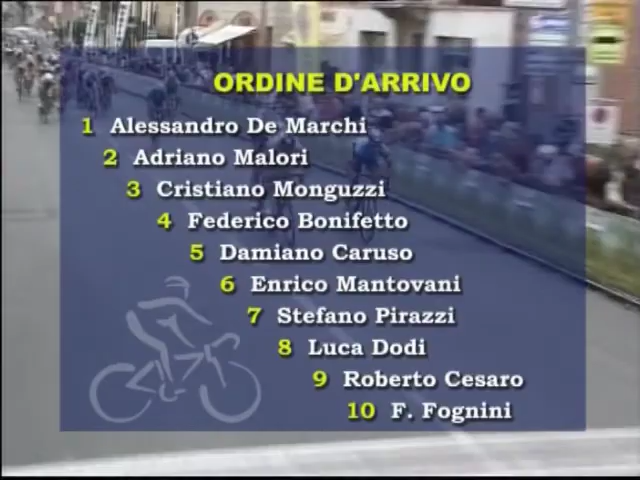 ORDINE D'ARRIVO
1 Alessandro De Marchi
2 Adriano Malori
3 Cristiano Monguzzi
4 Federico Bonifetto
5 Damiano Caruso
6 Enrico Mantovani
7 Stefano Pirazzi
8 Luca Dodi
9 Roberto Cesaro
10 F. Fognini